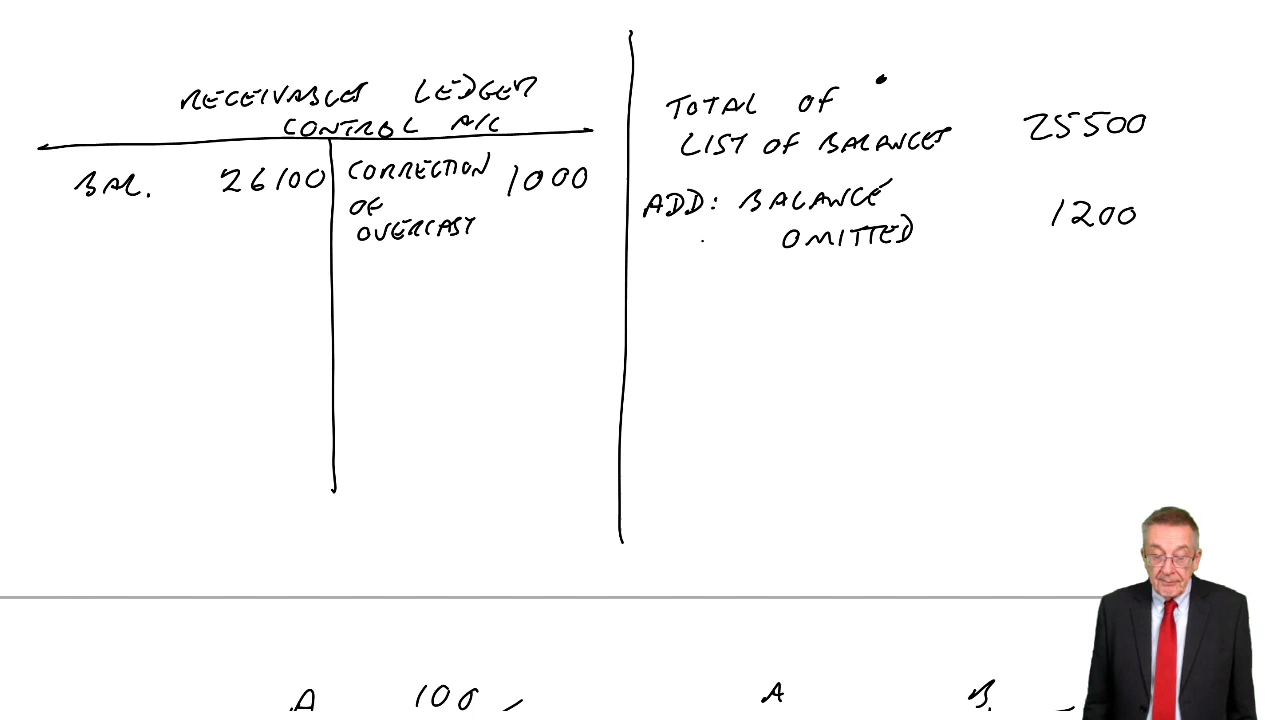 RECEIVABLES LEDGER
CONTROL A/C
BAL. 26100
CORRECTION 1000
OF
OVERCAST
TOTAL OF
LIST OF BALANCES 25500
ADD: BALANCE 1200
OMITTED
A 100
A B